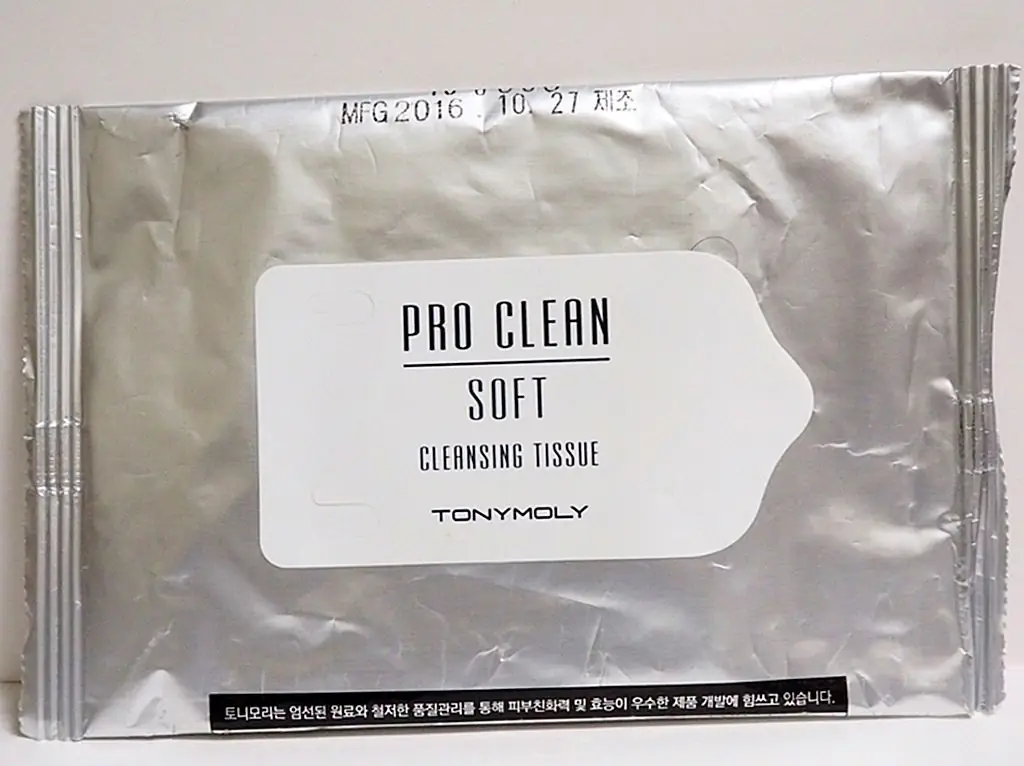 MFG 2016 . 10. 27 제조
PRO CLEAN
SOFT
CLEANSING TISSUE
TONYMOLY
토니모리는 엄선된 원료와 철저한 품질관리를 통해 피부친화력 및 효능이 우수한 제품 개발에 힘쓰고 있습니다.